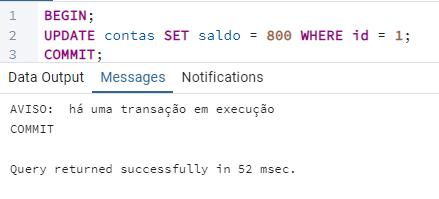 1 BEGIN;
2 UPDATE contas SET saldo = 800 WHERE id = 1;
3 COMMIT;
Data Output Messages Notifications
AVISO:  há uma transação em execução
COMMIT
Query returned successfully in 52 msec.